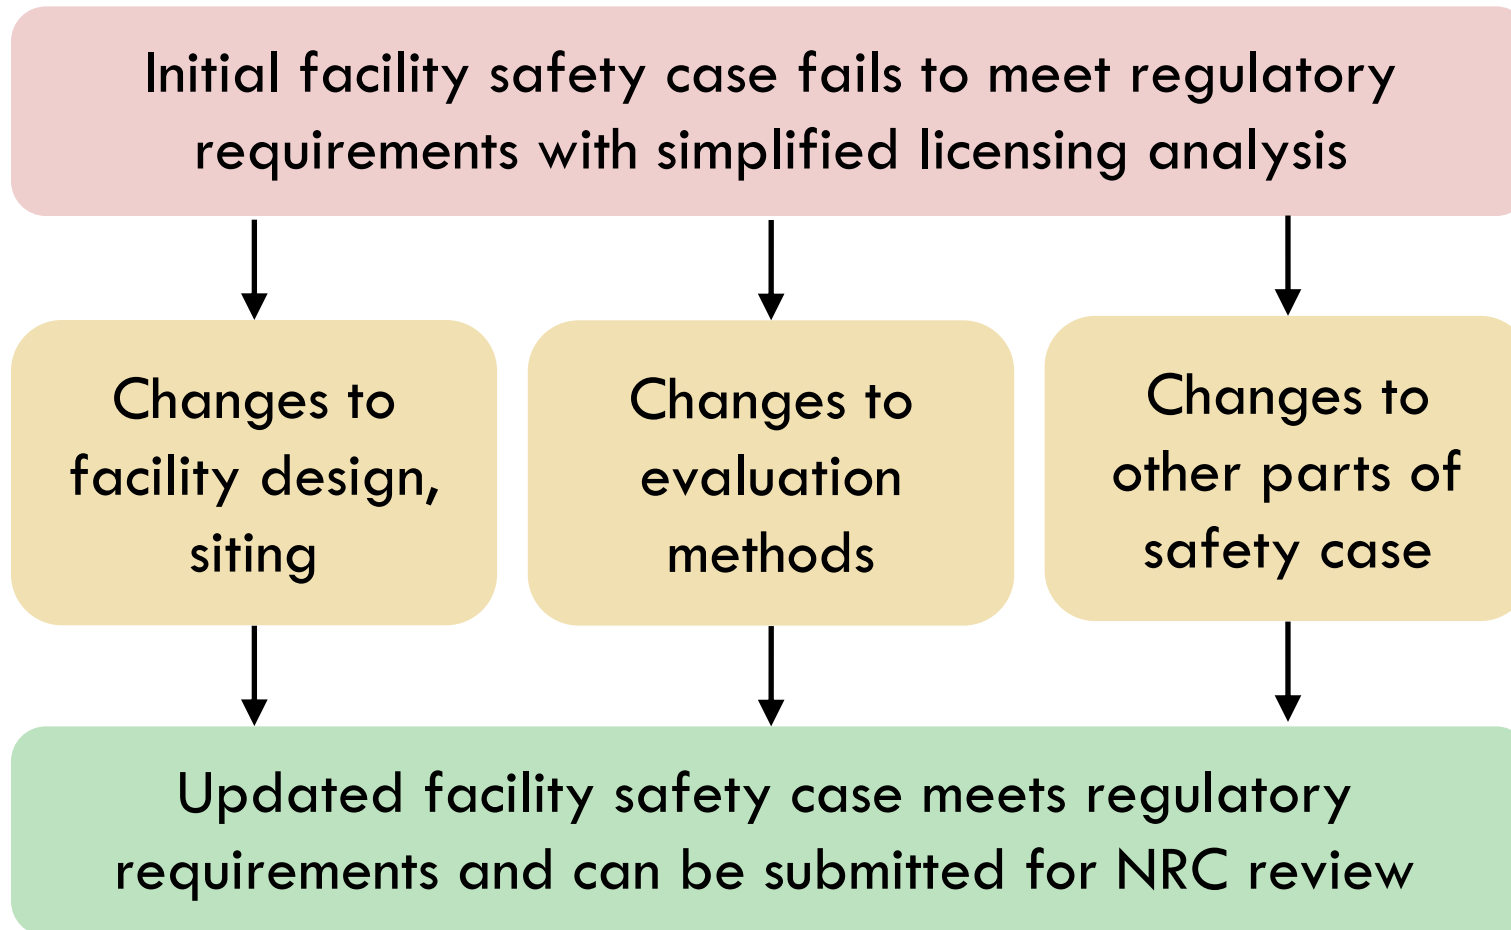 Initial facility safety case fails to meet regulatory
requirements with simplified licensing analysis
Changes to
facility design,
siting
Changes to
evaluation
methods
Changes to
other parts of
safety case
Updated facility safety case meets regulatory
requirements and can be submitted for NRC review